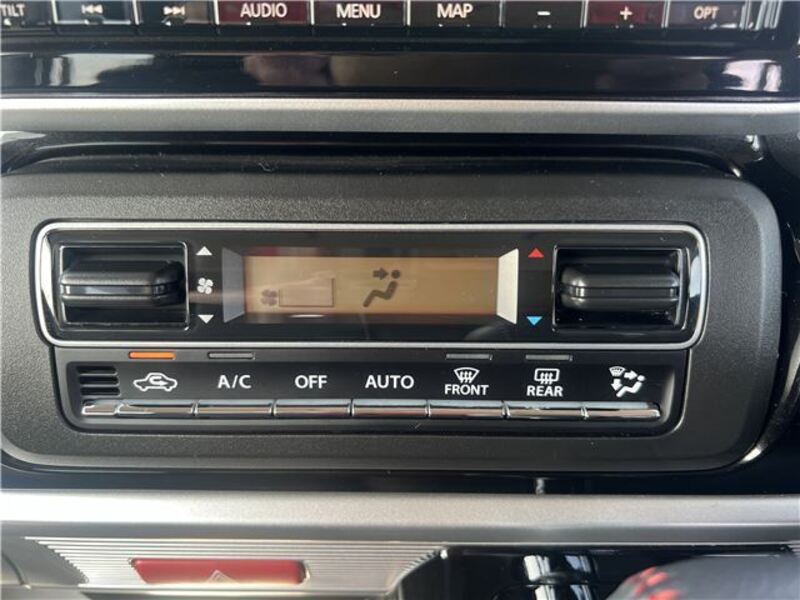 TILT AUDIO MENU MAP − + OPT
A/C OFF AUTO FRONT REAR